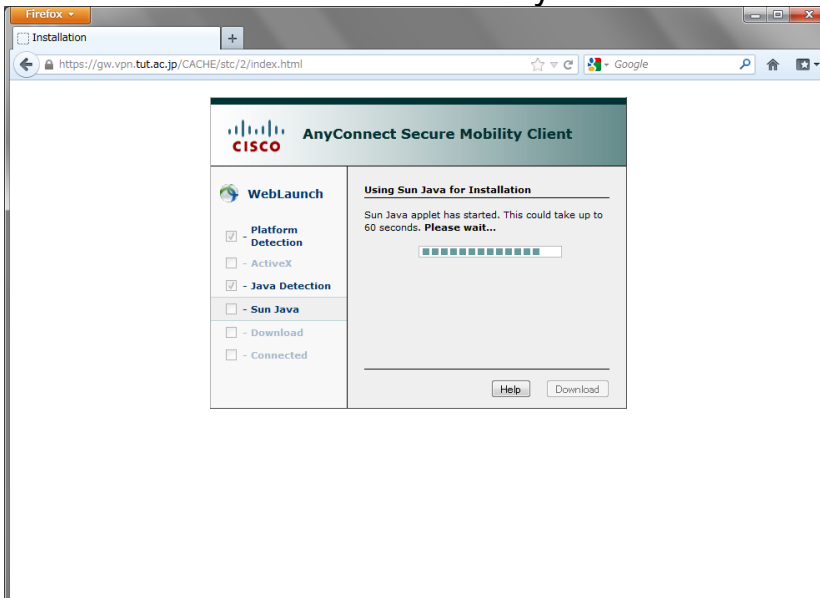 Firefox
Installation
+
https://gw.vpn.tut.ac.jp/CACHE/stc/2/index.html
Google
CISCO
AnyConnect Secure Mobility Client
WebLaunch
- Platform
Detection
- ActiveX
- Java Detection
- Sun Java
- Download
- Connected
Using Sun Java for Installation
Sun Java applet has started. This could take up to
60 seconds. Please wait...
Help
Download